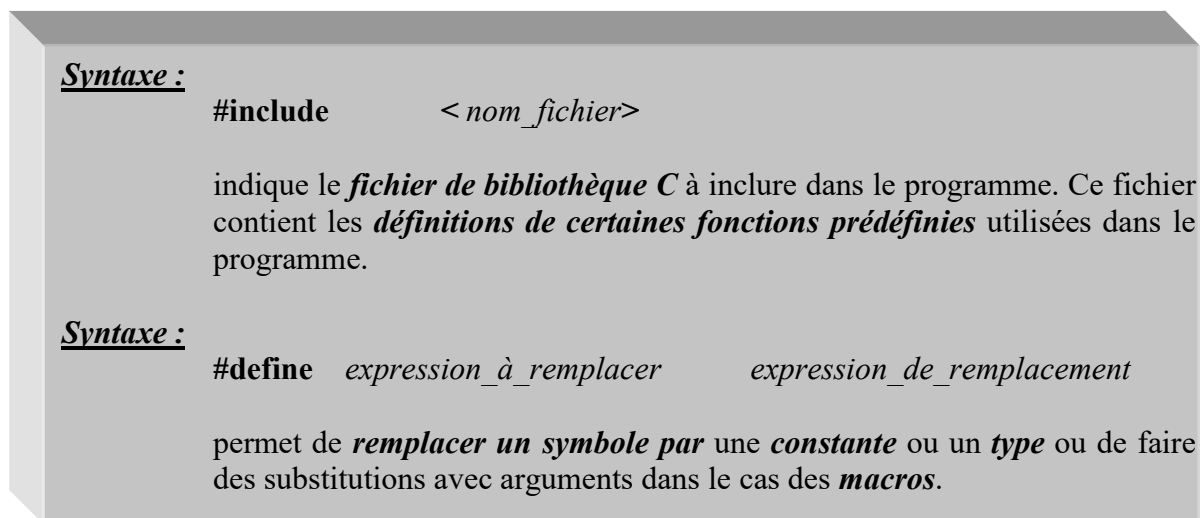 Syntaxe :
#include < nom_fichier>
indique le fichier de bibliothèque C à inclure dans le programme. Ce fichier
contient les définitions de certaines fonctions prédéfinies utilisées dans le
programme.
Syntaxe :
#define expression_à_remplacer expression_de_remplacement
permet de remplacer un symbole par une constante ou un type ou de faire
des substitutions avec arguments dans le cas des macros.